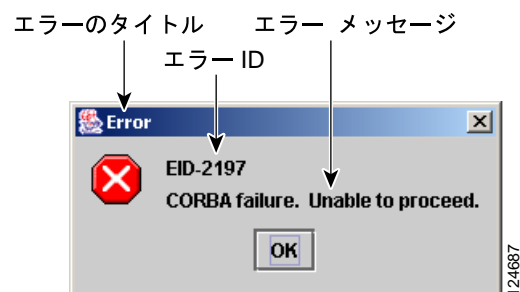 エラーのタイトル エラー メッセージ
エラー ID
Error
EID-2197
CORBA failure. Unable to proceed.
OK
124687